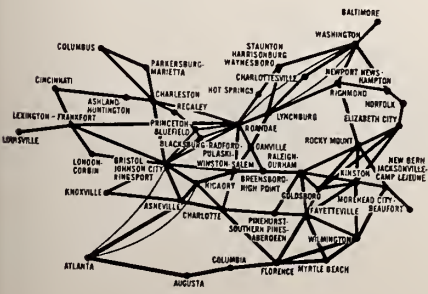 BALTIMORE
WASHINGTON
COLUMBUS
PARKERSBURG-
MARIETTA
STAUNTON
HARRISONBURG
WAYNESBORO
CHARLOTTESVILLE
NEWPORT NEWS-
HAMPTON
CINCINNATI
CHARLESTON
HOT SPRINGS
RICHMOND
ASHLAND-
HUNTINGTON
BECKLEY
NORFOLK
LEXINGTON-FRANKFORT
PRINCETON
BLUEFIELD
ROANOKE
LYNCHBURG
ELIZABETH CITY
LOUISVILLE
BLACKSBURG-RADFORD-
PULASKI
DANVILLE
ROCKY MOUNT
LONDON-
CORBIN
BRISTOL
JOHNSON CITY
KINGSPORT
WINSTON-SALEM
RALEIGH-
DURHAM
NEW BERN
JACKSONVILLE-
CAMP LEJEUNE
KINSTON
KNOXVILLE
HICKORY
GREENSBORO-
HIGH POINT
GOLDSBORO
MOREHEAD CITY-
BEAUFORT
ASHEVILLE
CHARLOTTE
FAYETTEVILLE
PINEHURST-
SOUTHERN PINES-
ABERDEEN
WILMINGTON
ATLANTA
COLUMBIA
FLORENCE
MYRTLE BEACH
AUGUSTA